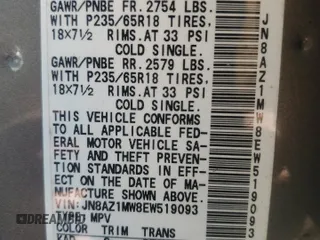 GAWR/PNBE FR. 2754 LBS.
WITH P235/65R18 TIRES,
18X7½ RIMS, AT 33 PSI
COLD SINGLE.
GAWR/PNBE RR. 2579 LBS.
WITH P235/65R18 TIRES,
18X7½ RIMS, AT 33 PSI
COLD SINGLE.
THIS VEHICLE CONFORMS
TO ALL APPLICABLE FED-
ERAL MOTOR VEHICLE SA-
FETY AND THEFT PREVEN-
TION STANDARDS IN EFF-
ECT ON THE DATE OF MA-
NUFACTURE SHOWN ABOVE.
VIN: JN8AZ1MW8EW519093
TYPE: MPV
COLOR TRIM TRANS
KAD
JN8AZ1MW8EW519093
DREAMBID